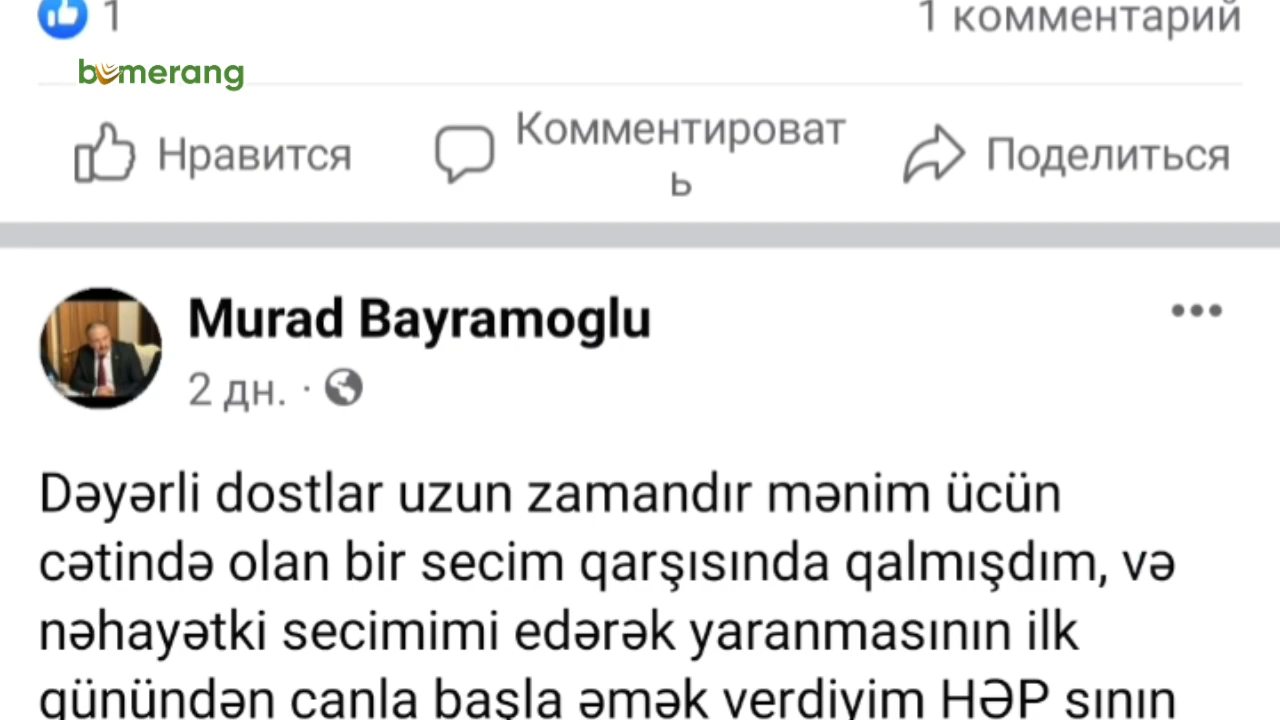 1
1 комментарий
bumerang
Нравится
Комментироват
ь
Поделиться
Murad Bayramoglu
2 дн. ·
Dəyərli dostlar uzun zamandır mənim ücün
cətində olan bir secim qarşısında qalmışdım, və
nəhayətki secimimi edərək yaranmasının ilk
günündən canla başla əmək verdiyim HƏP sının